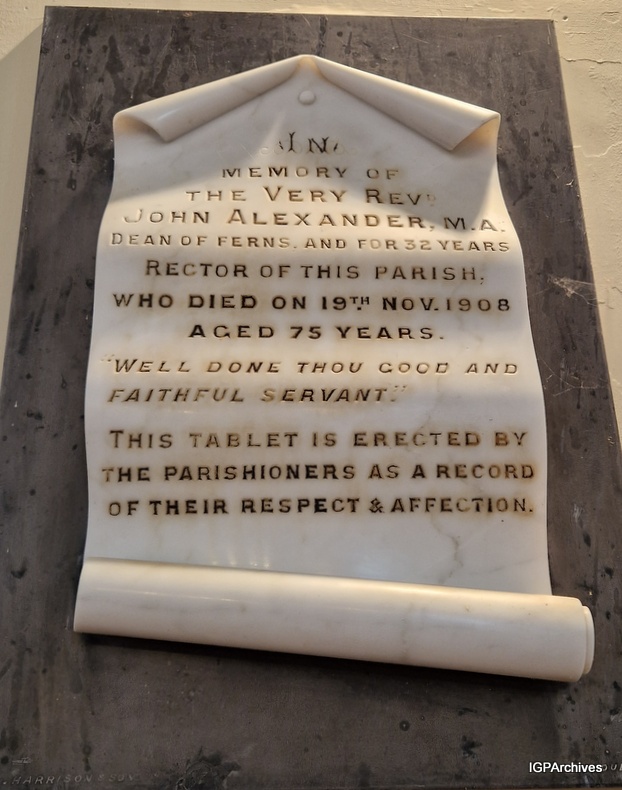 IN
MEMORY OF
THE VERY REVD
JOHN ALEXANDER, M.A.
DEAN OF FERNS, AND FOR 32 YEARS
RECTOR OF THIS PARISH,
WHO DIED ON 19TH NOV. 1908
AGED 75 YEARS.
"WELL DONE THOU GOOD AND
FAITHFUL SERVANT."
THIS TABLET IS ERECTED BY
THE PARISHIONERS AS A RECORD
OF THEIR RESPECT & AFFECTION.
HARRISON & SON
IGPArchives